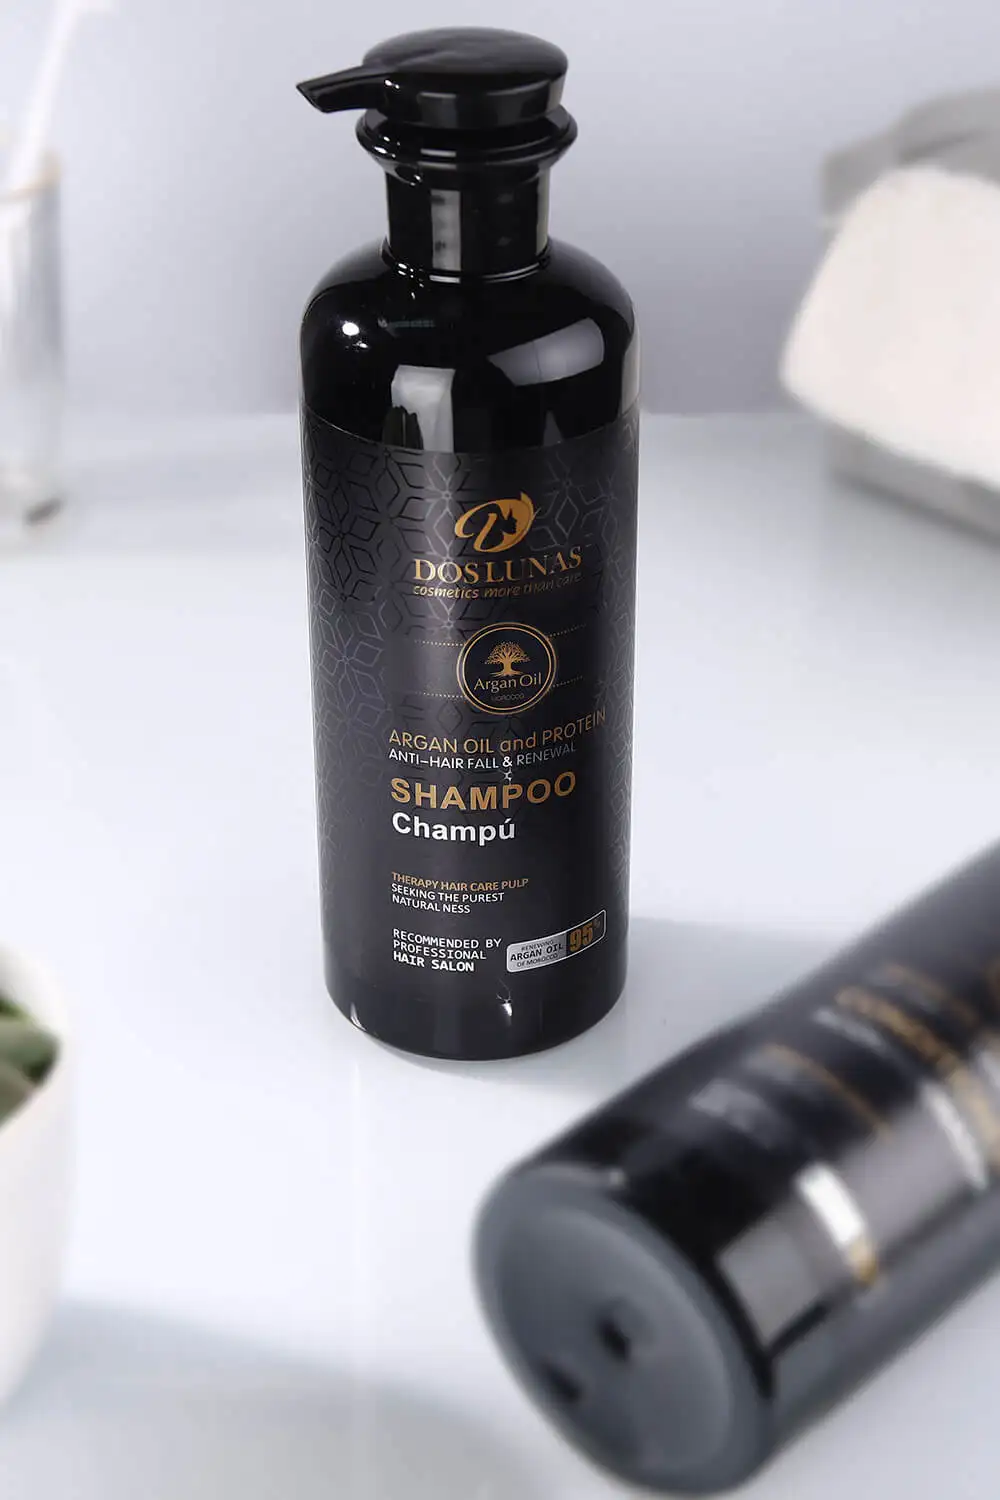 DOSLUNAS
cosmetics more than care
Argan Oil
MOROCCO
ARGAN OIL and PROTEIN
ANTI-HAIR FALL & RENEWAL
SHAMPOO
Champú
THERAPY HAIR CARE PULP
SEEKING THE PUREST
NATURAL NESS
RECOMMENDED BY
PROFESSIONAL
HAIR SALON
RENEWING
ARGAN OIL
OF MOROCCO
95%